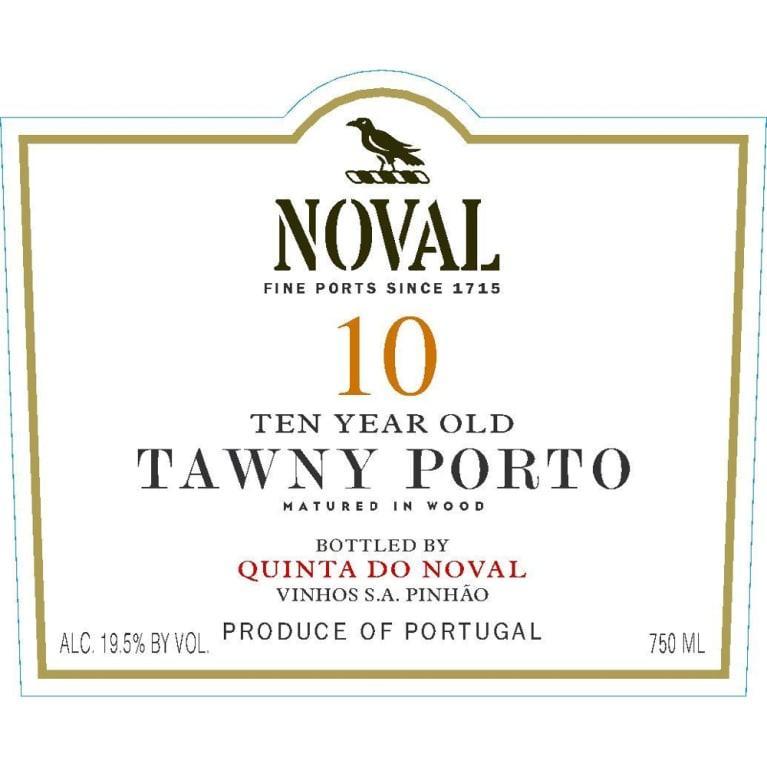 NOVAL
FINE PORTS SINCE 1715
10
TEN YEAR OLD
TAWNY PORTO
MATURED IN WOOD
BOTTLED BY
QUINTA DO NOVAL
VINHOS S.A. PINHÃO
ALC. 19.5% BY VOL. PRODUCE OF PORTUGAL 750 ML